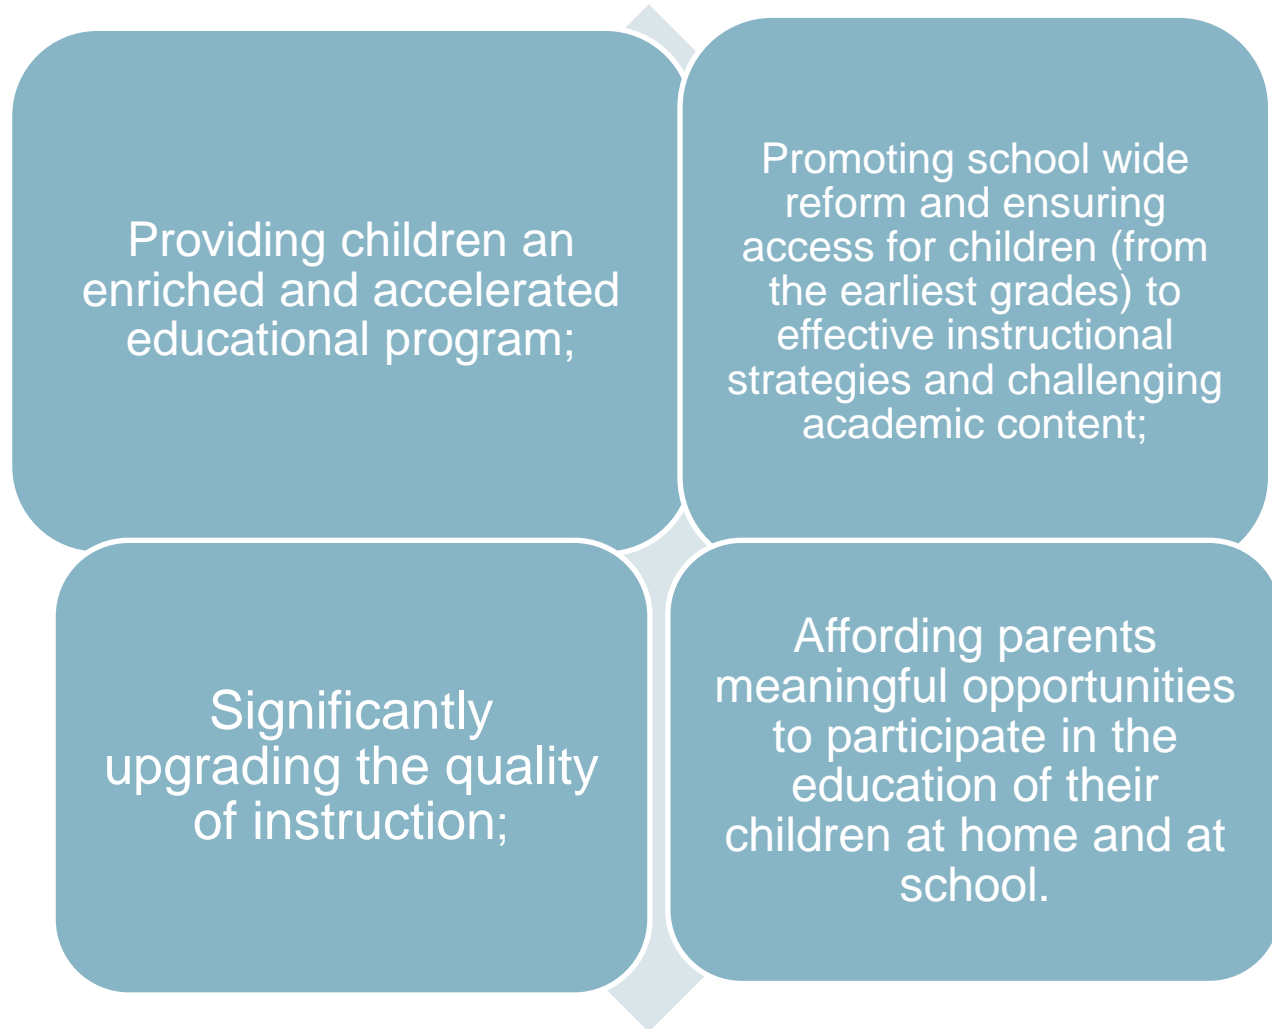 Providing children an
enriched and accelerated
educational program;
Promoting school wide
reform and ensuring
access for children (from
the earliest grades) to
effective instructional
strategies and challenging
academic content;
Significantly
upgrading the quality
of instruction;
Affording parents
meaningful opportunities
to participate in the
education of their
children at home and at
school.